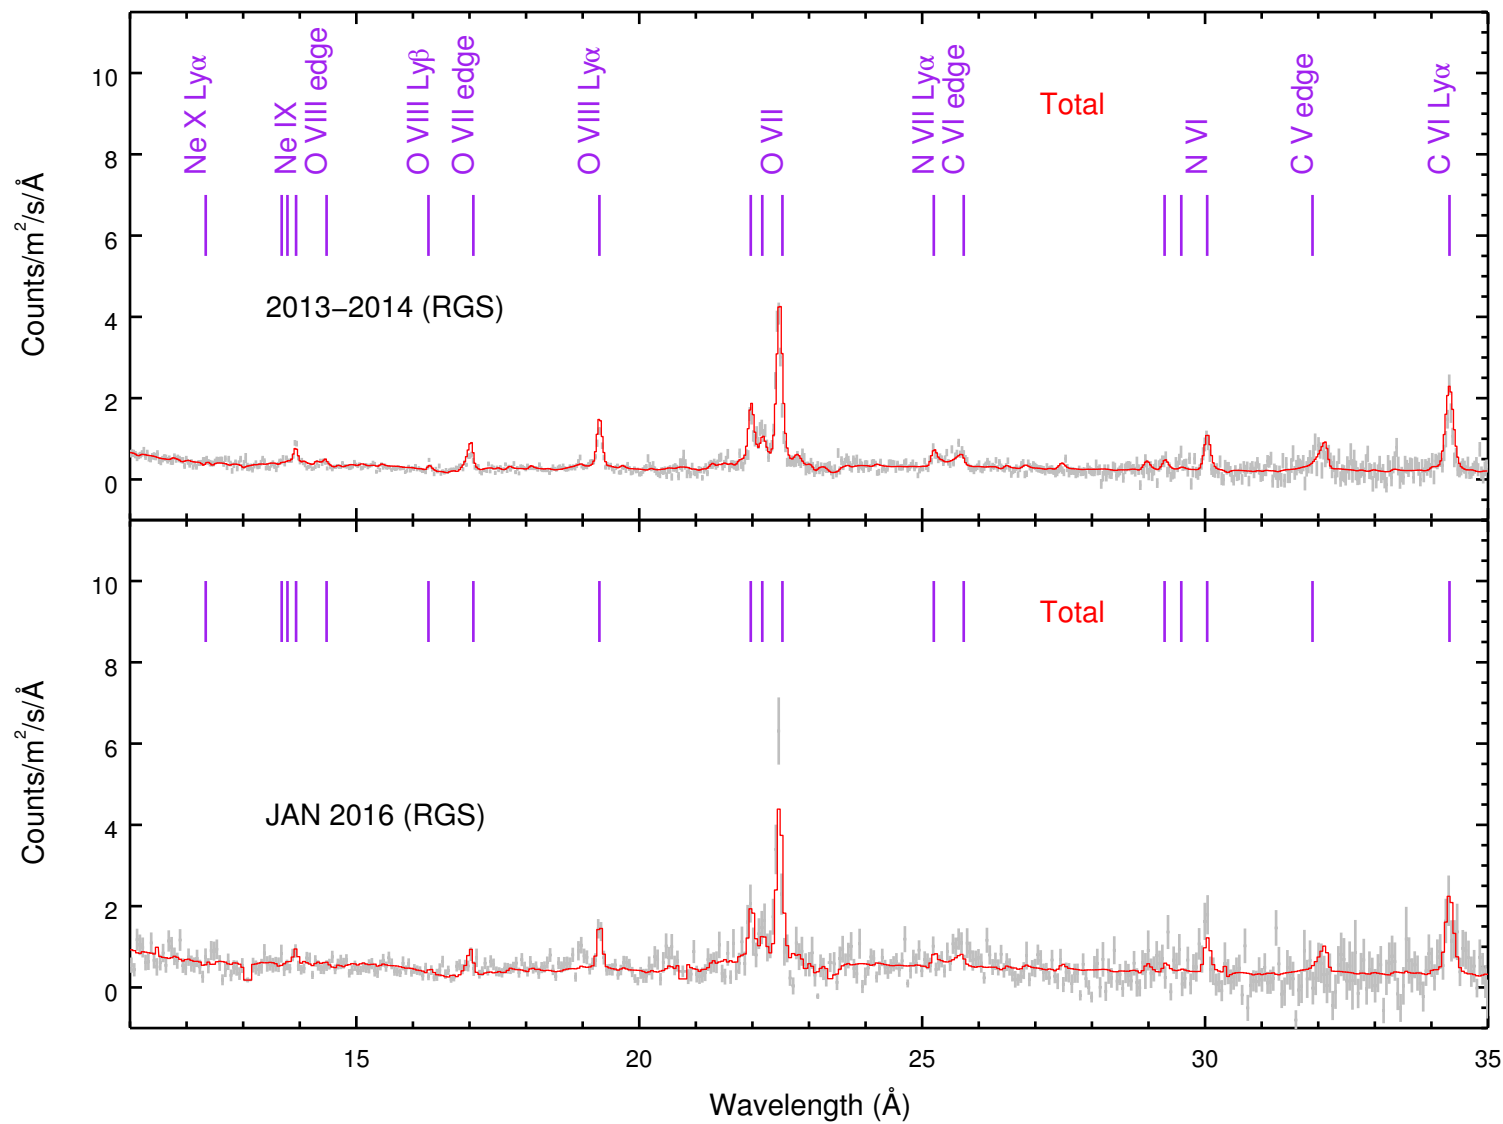 Counts/m²/s/Å
10
8
6
4
2
0
Ne X Lyα
Ne IX
O VIII edge
O VIII Lyβ
O VII edge
O VIII Lyα
O VII
N VII Lyα
C VI edge
N VI
C V edge
C VI Lyα
Total
2013−2014 (RGS)
Counts/m²/s/Å
10
8
6
4
2
0
Total
JAN 2016 (RGS)
15
20
25
30
35
Wavelength (Å)